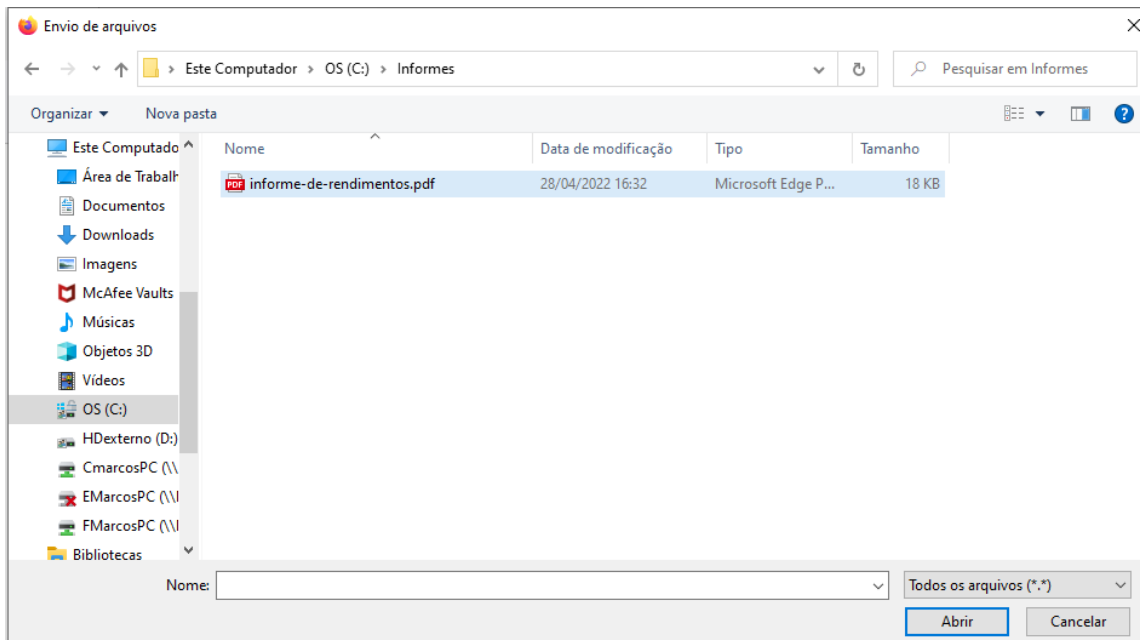 Envio de arquivos
Este Computador › OS (C:) › Informes
Pesquisar em Informes
Organizar
Nova pasta
Nome Data de modificação Tipo Tamanho
informe-de-rendimentos.pdf 28/04/2022 16:32 Microsoft Edge P... 18 KB
Este Computado
Área de Trabalh
Documentos
Downloads
Imagens
McAfee Vaults
Músicas
Objetos 3D
Vídeos
OS (C:)
HDexterno (D:)
CmarcosPC (\\
EMarcosPC (\\
FMarcosPC (\\
Bibliotecas
Nome:
Todos os arquivos (*.*)
Abrir
Cancelar